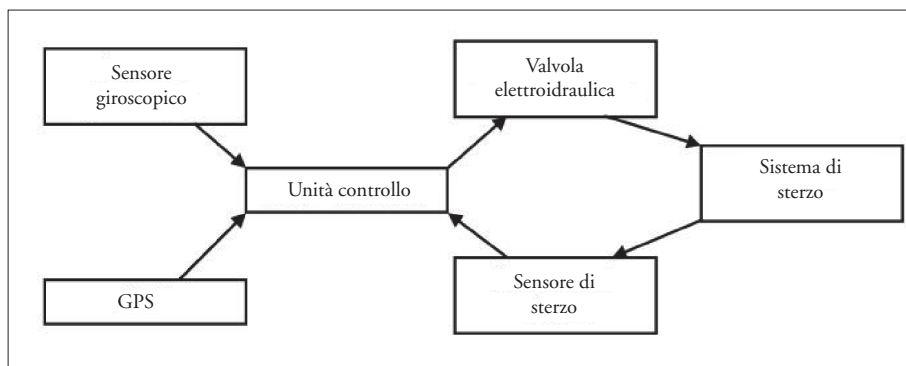 Sensore
giroscopico
Valvola
elettroidraulica
Unità controllo
Sistema di
sterzo
GPS
Sensore di
sterzo